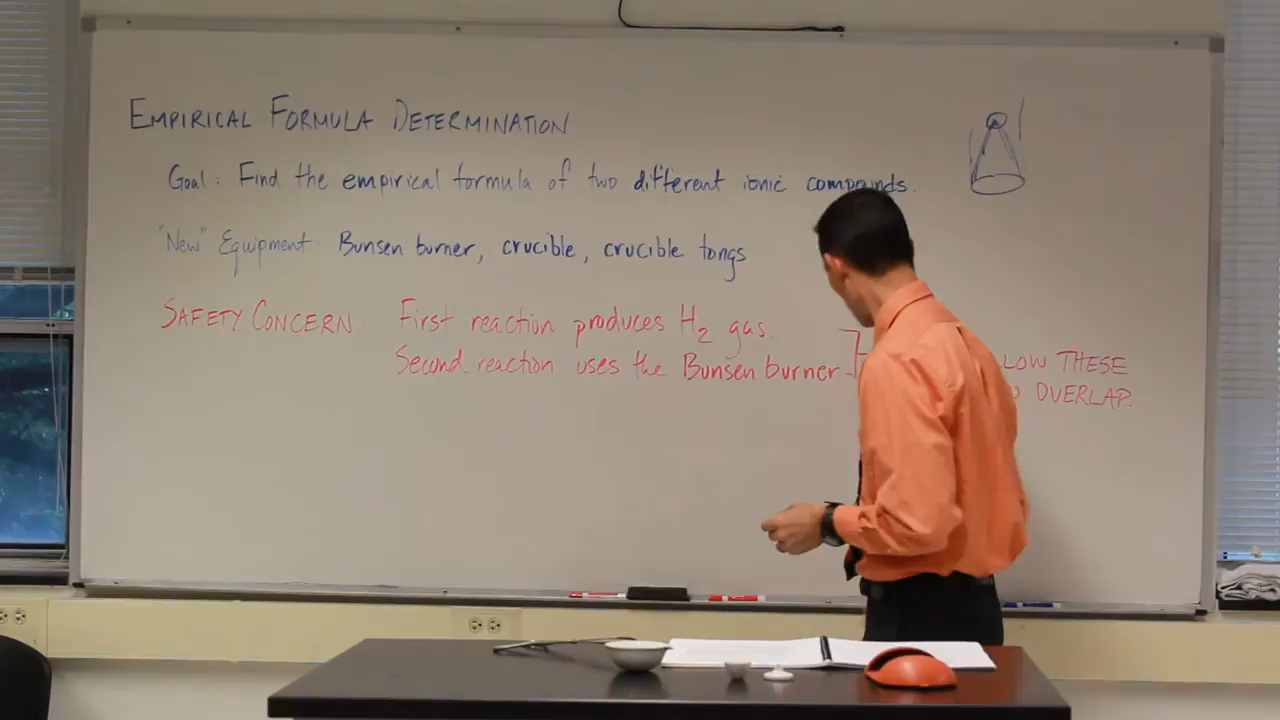 EMPIRICAL FORMULA DETERMINATION
Goal: Find the empirical formula of two different ionic compounds.
"New" Equipment: Bunsen burner, crucible, crucible tongs
SAFETY CONCERN: First reaction produces H₂ gas.
Second reaction uses the Bunsen burner.
THESE
OVERLAP.